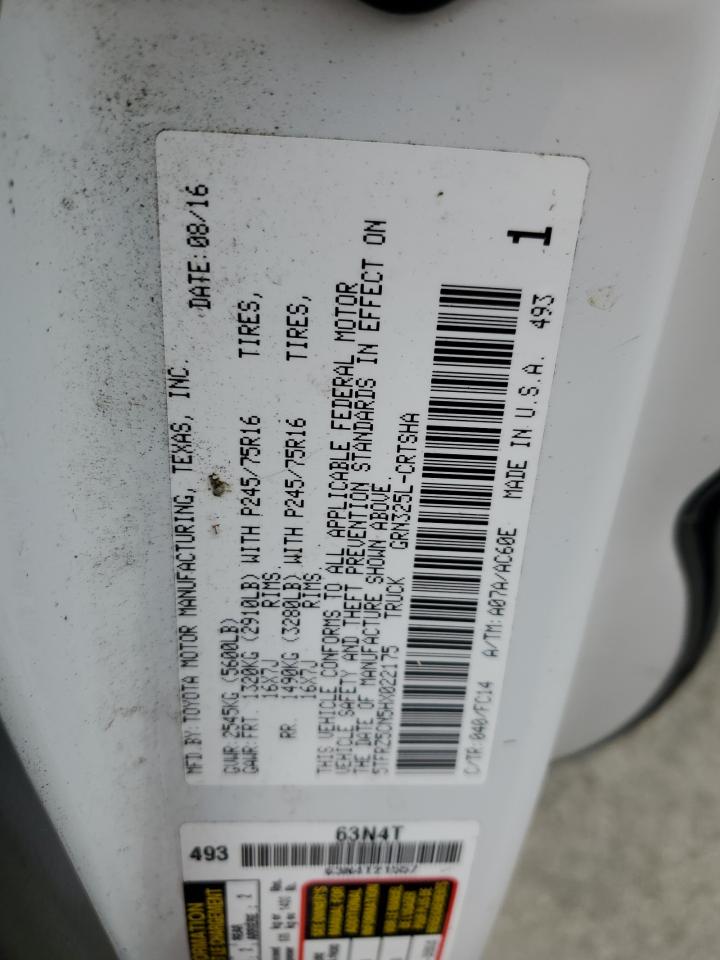 MFD.BY: TOYOTA MOTOR MANUFACTURING, TEXAS, INC.
DATE: 08/16
GVWR 2545KG (5600LB)
GAWR: FRT. 1320KG (2910LB) WITH P245/75R16 TIRES,
16X7J RIMS
RR. 1490KG (3280LB) WITH P245/75R16 TIRES,
16X7J RIMS
THIS VEHICLE CONFORMS TO ALL APPLICABLE FEDERAL MOTOR
VEHICLE SAFETY AND THEFT PREVENTION STANDARDS IN EFFECT ON
THE DATE OF MANUFACTURE SHOWN ABOVE.
5TFRZ5CN5HX022175 TRUCK GRN325L-CRTSHA
C/TR:040/FC14 A/TM:A07A/AC60E MADE IN U.S.A. 493
1
493
63N4T